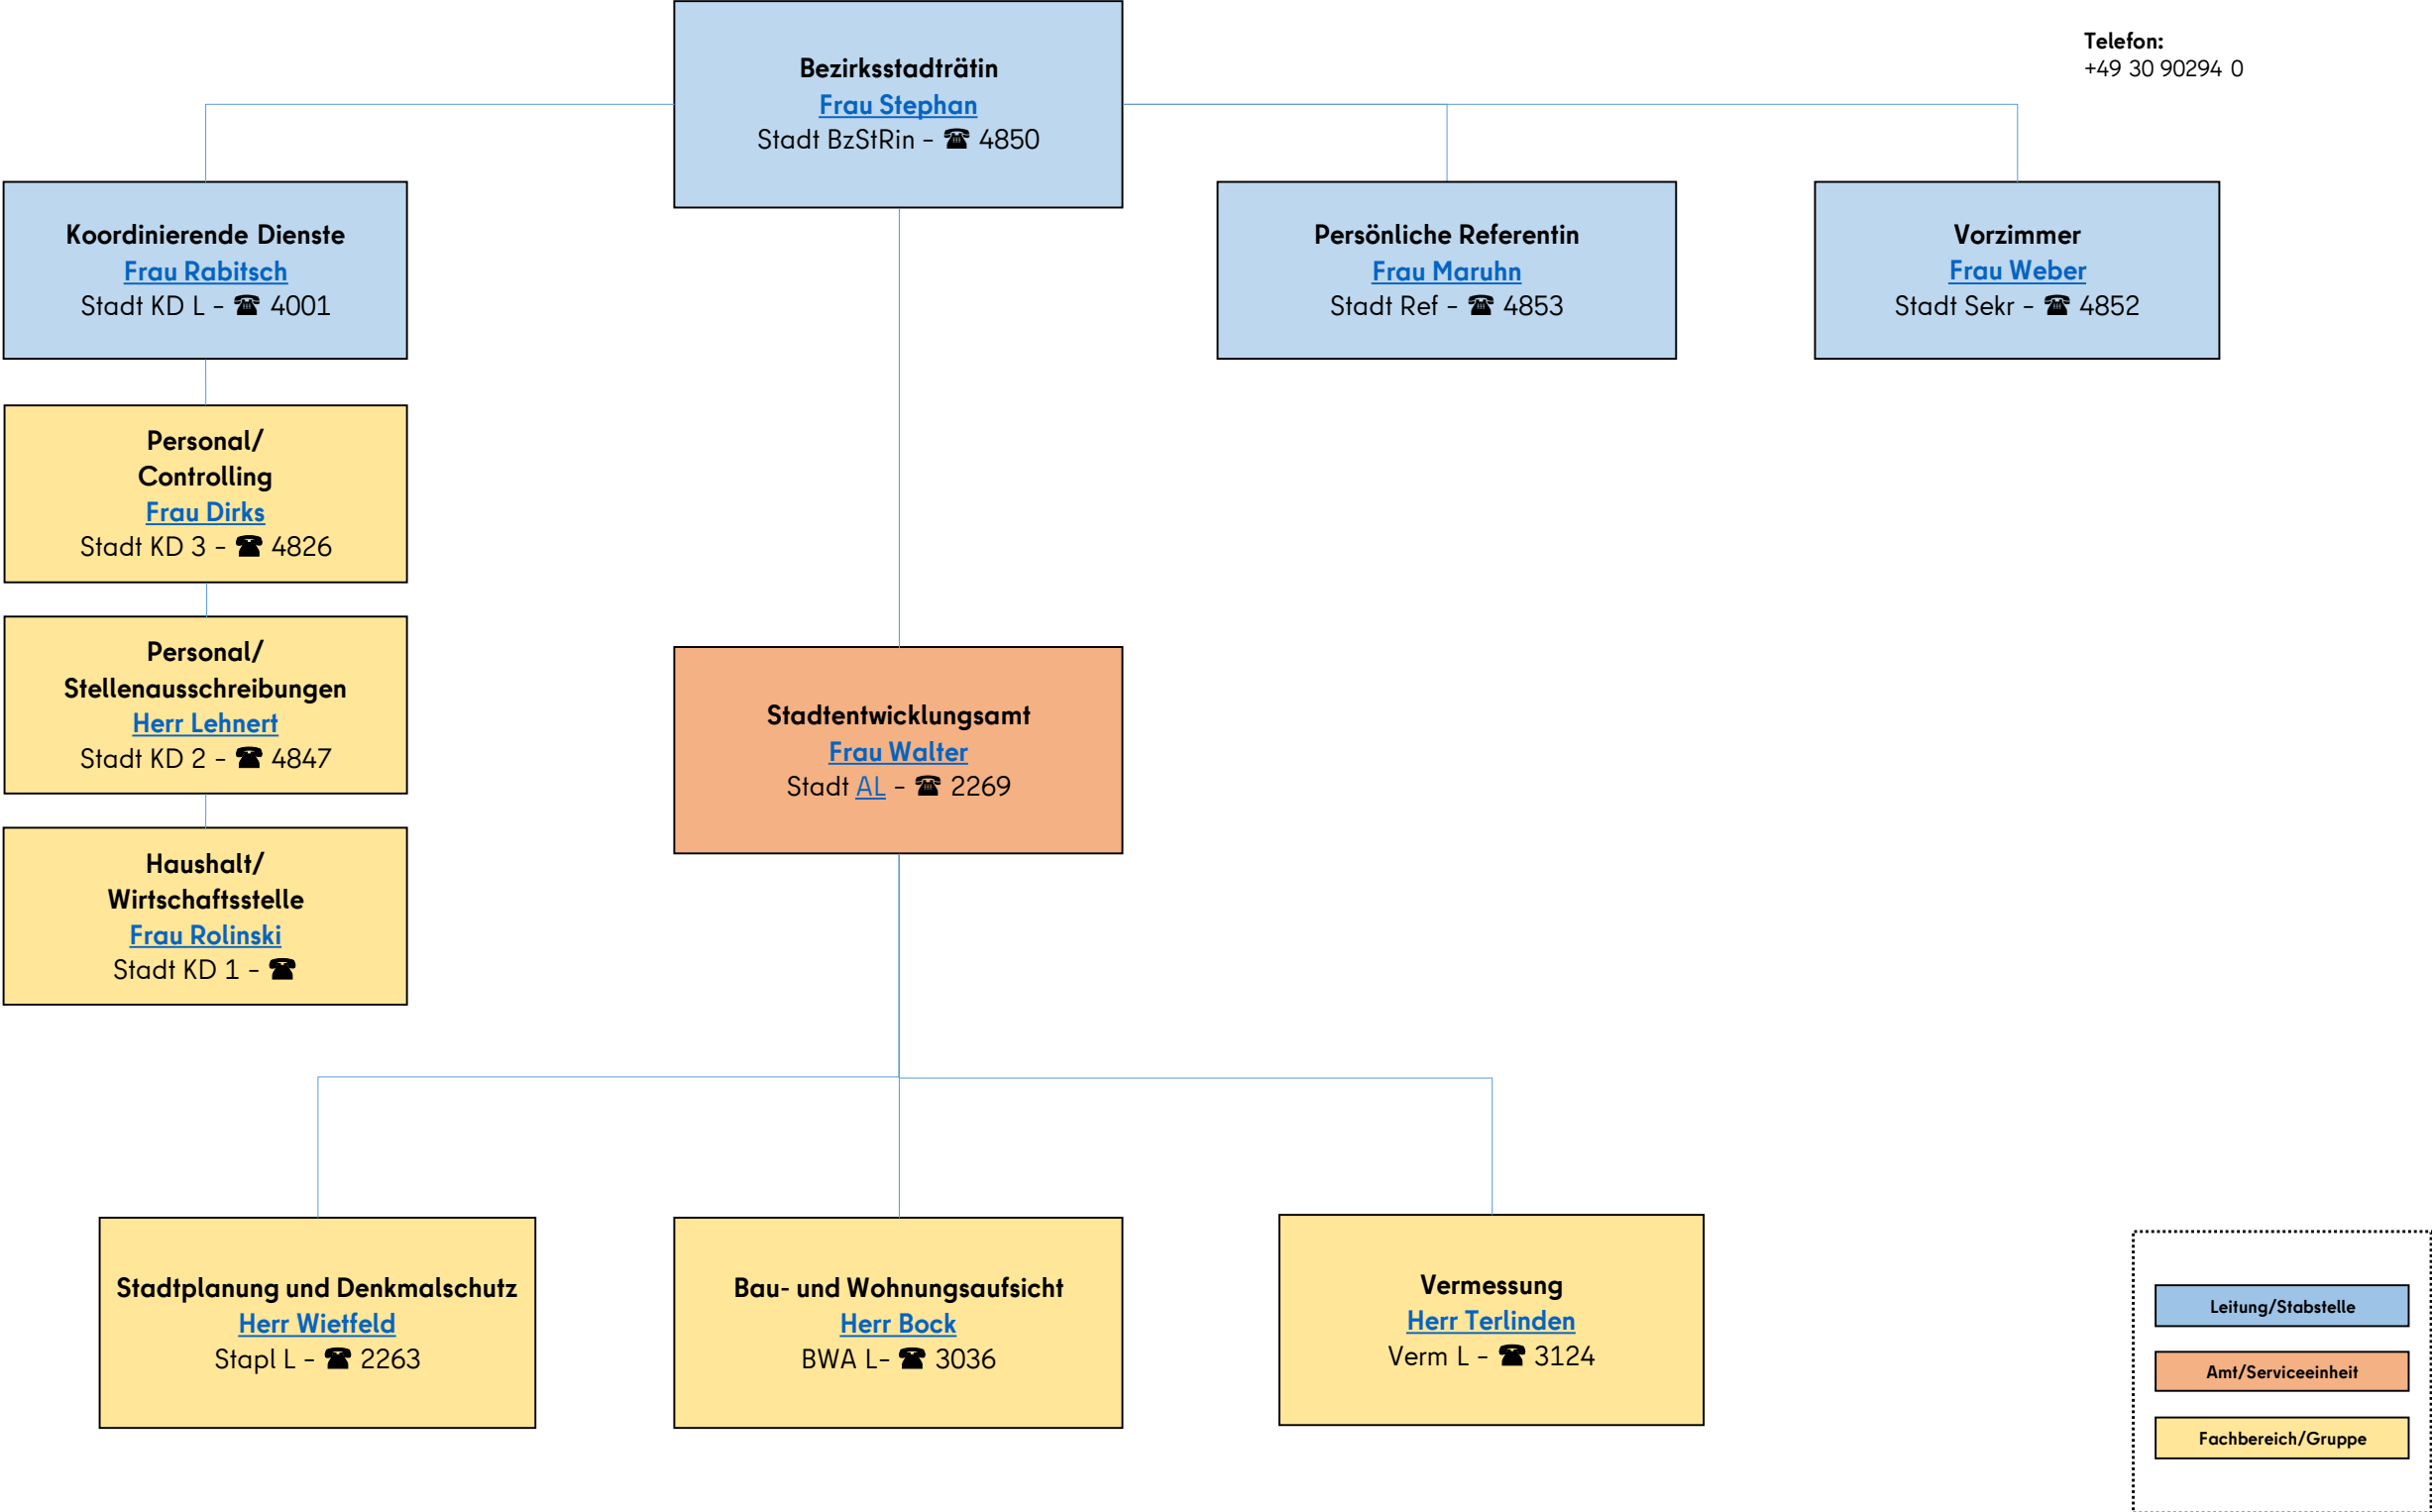 Bezirksstadträtin
Frau Stephan
Stadt BzStRin - ☎ 4850
Telefon:
+49 30 90294 0
Koordinierende Dienste
Frau Rabitsch
Stadt KD L - ☎ 4001
Persönliche Referentin
Frau Maruhn
Stadt Ref - ☎ 4853
Vorzimmer
Frau Weber
Stadt Sekr - ☎ 4852
Personal/
Controlling
Frau Dirks
Stadt KD 3 - ☎ 4826
Personal/
Stellenausschreibungen
Herr Lehnert
Stadt KD 2 - ☎ 4847
Haushalt/
Wirtschaftsstelle
Frau Rolinski
Stadt KD 1 - ☎
Stadtentwicklungsamt
Frau Walter
Stadt AL - ☎ 2269
Stadtplanung und Denkmalschutz
Herr Wietfeld
Stapl L - ☎ 2263
Bau- und Wohnungsaufsicht
Herr Bock
BWA L- ☎ 3036
Vermessung
Herr Terlinden
Verm L - ☎ 3124
Leitung/Stabstelle
Amt/Serviceeinheit
Fachbereich/Gruppe